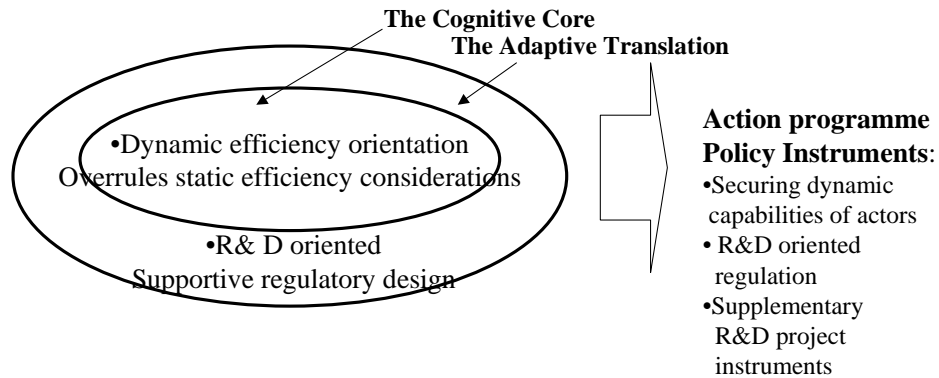 The Cognitive Core
The Adaptive Translation
•Dynamic efficiency orientation
Overrules static efficiency considerations
•R& D oriented
Supportive regulatory design
Action programme
Policy Instruments:
•Securing dynamic
capabilities of actors
• R&D oriented
regulation
•Supplementary
R&D project
instruments